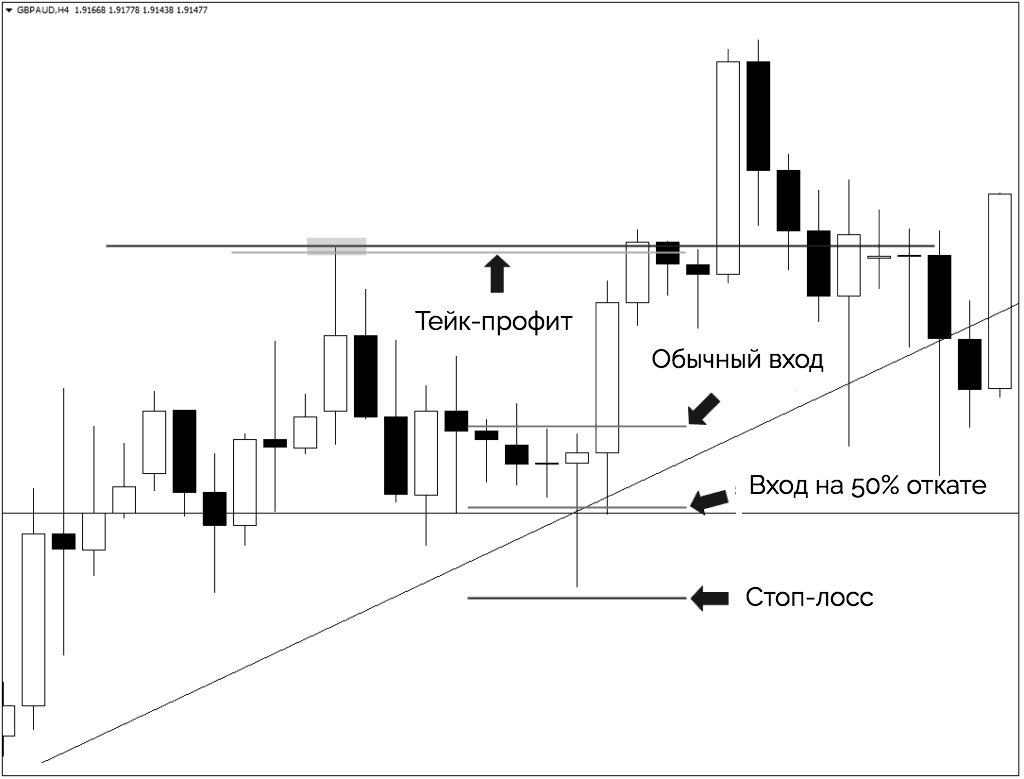 GBPAUD,H4 1.91668 1.91778 1.91438 1.91477
Тейк-профит
Обычный вход
Вход на 50% откате
Стоп-лосс